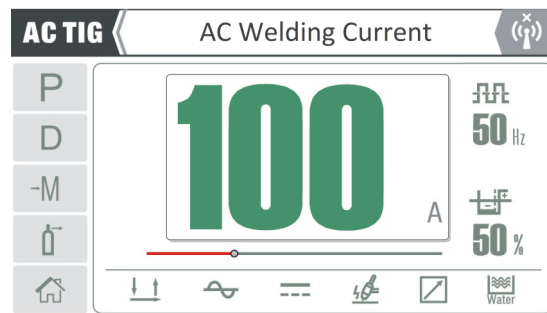 AC TIG
AC Welding Current
P
D
→M
100
A
50 Hz
50 %
Water